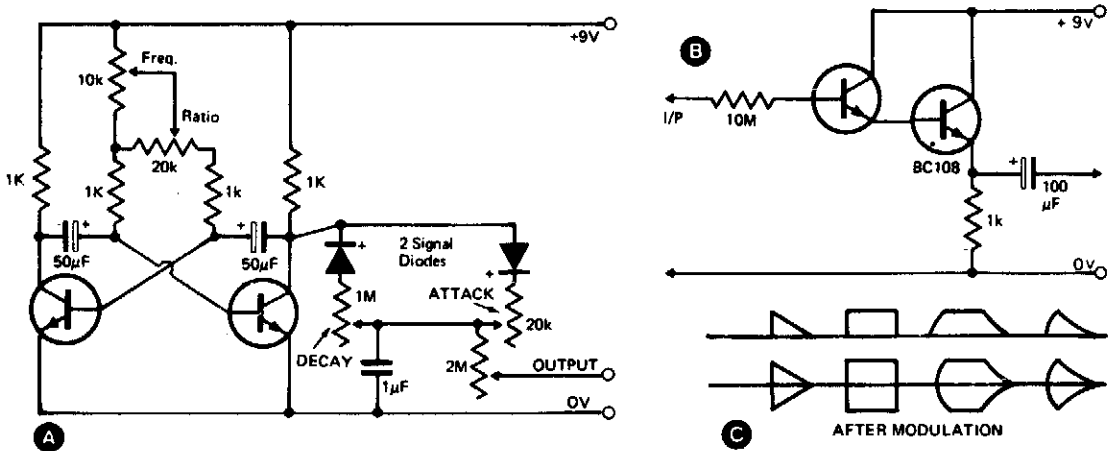 +9V
Freq.
10k
Ratio
20k
1K
1K
1k
1K
+
+
50µF
50µF
+
2 Signal
Diodes
+
1M
ATTACK
20k
DECAY
2M
1µF
OUTPUT
0V
A
B
+9V
I/P
10M
BC108
+
100
µF
1k
0V
AFTER MODULATION
C